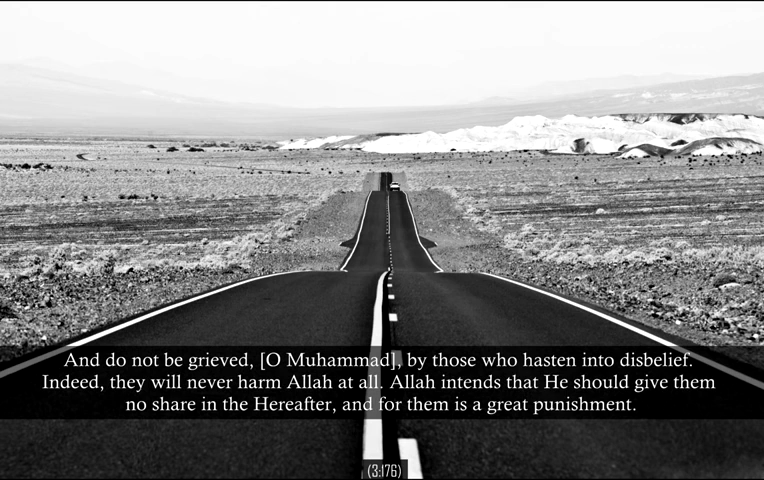 And do not be grieved, [O Muhammad], by those who hasten into disbelief.
Indeed, they will never harm Allah at all. Allah intends that He should give them
no share in the Hereafter, and for them is a great punishment.
(3:176)